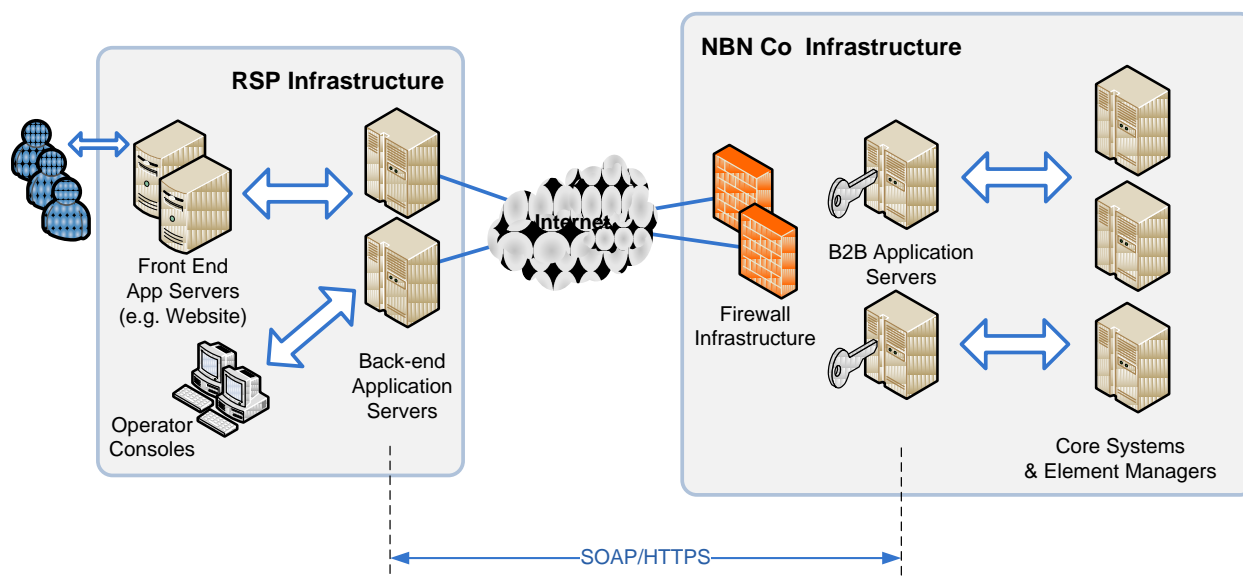 RSP Infrastructure
NBN Co  Infrastructure
Internet
Front End
App Servers
(e.g. Website)
Operator
Consoles
Back-end
Application
Servers
Firewall
Infrastructure
B2B Application
Servers
Core Systems
& Element Managers
SOAP/HTTPS